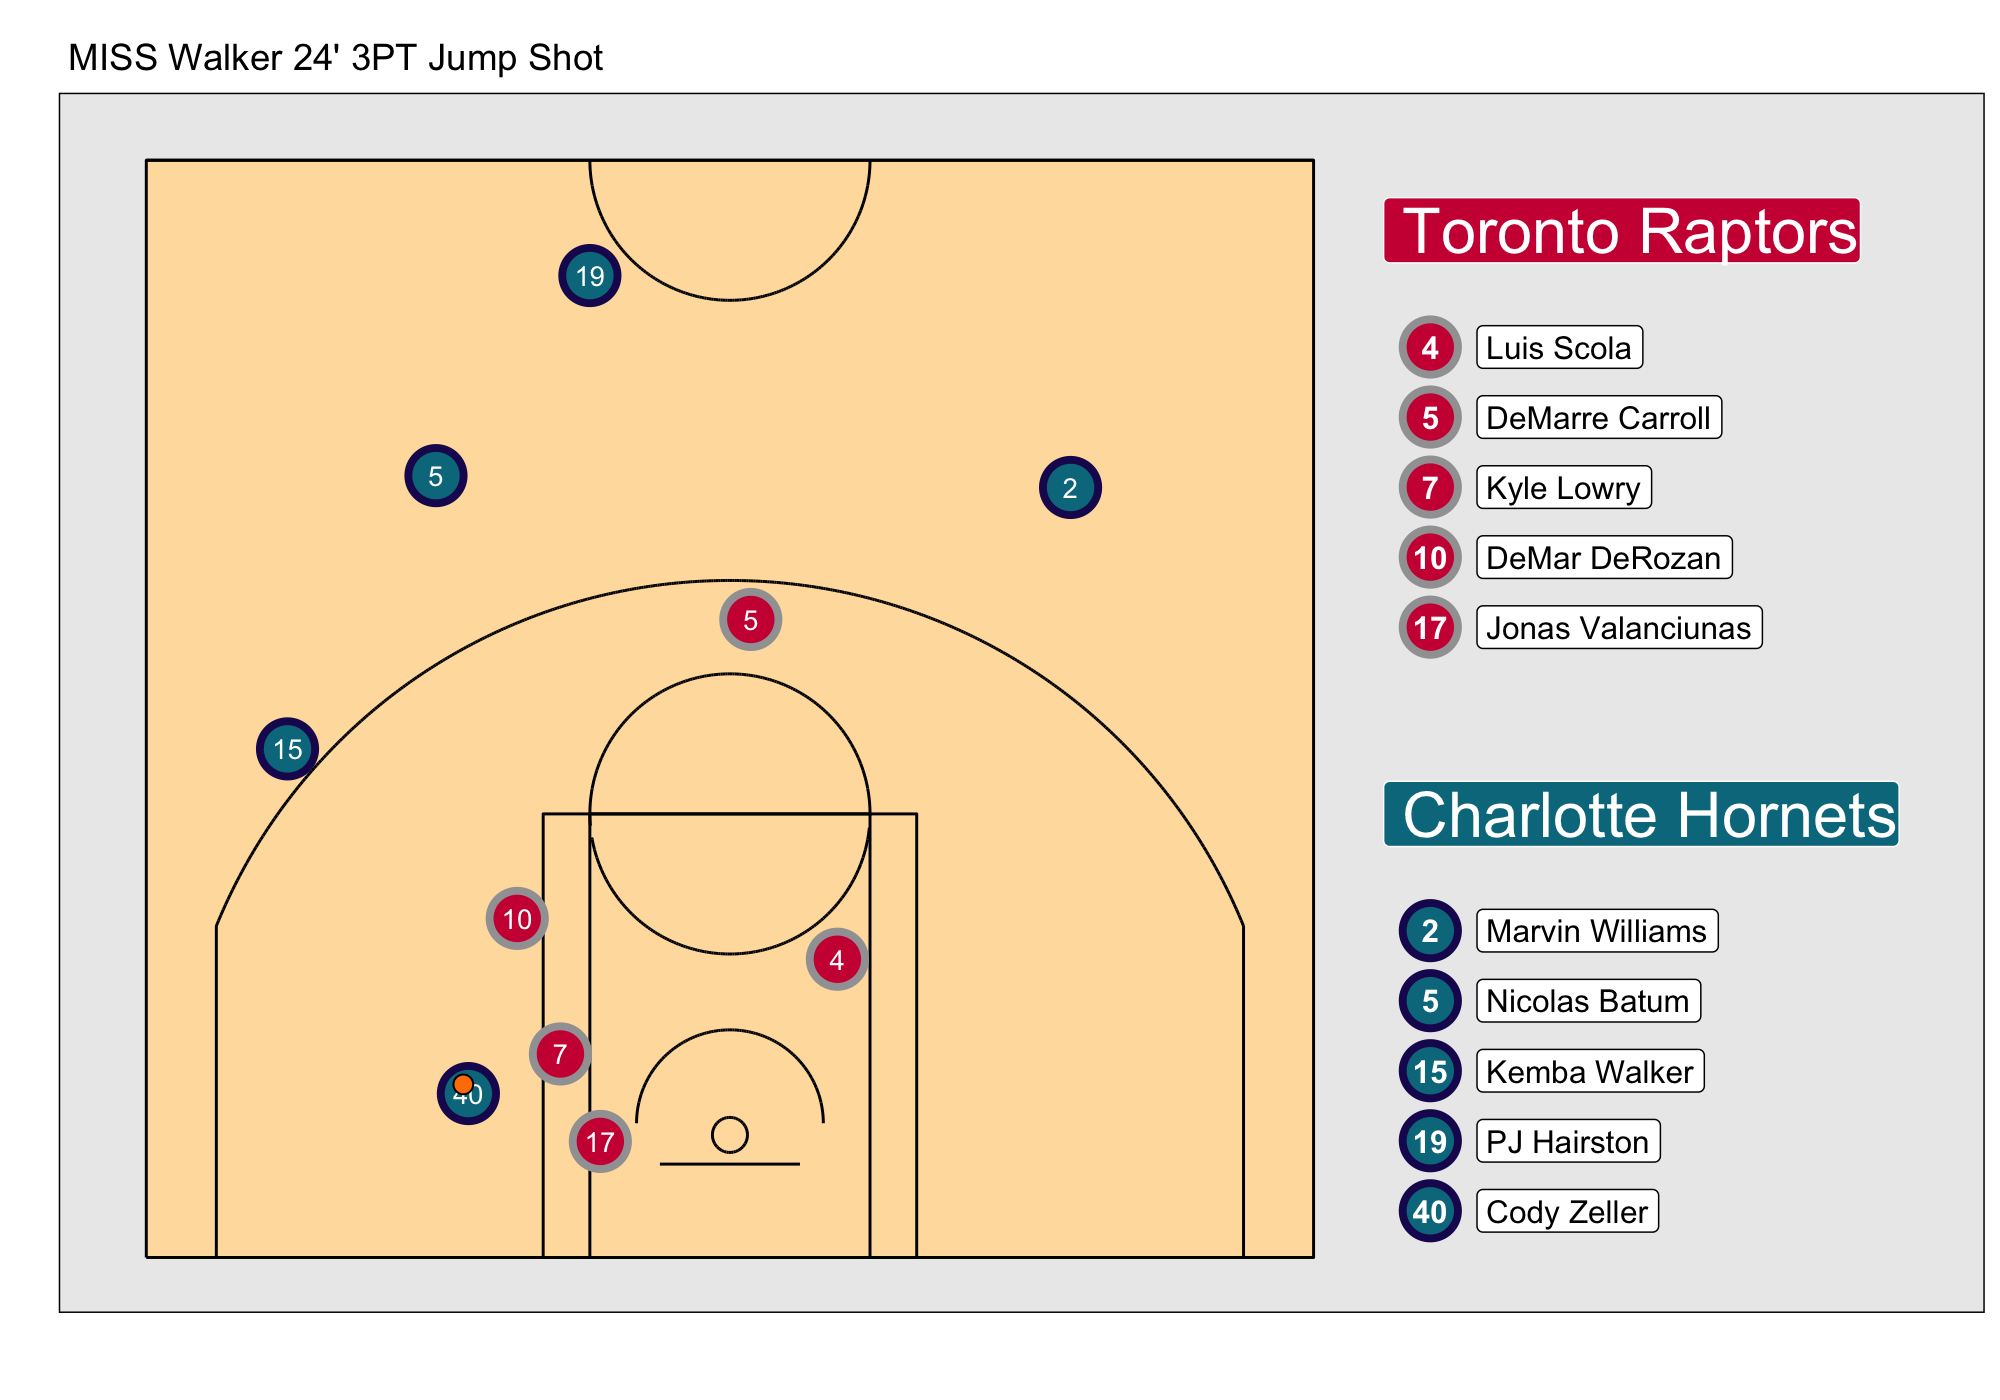 MISS Walker 24' 3PT Jump Shot
Toronto Raptors
4 Luis Scola
5 DeMarre Carroll
7 Kyle Lowry
10 DeMar DeRozan
17 Jonas Valanciunas
Charlotte Hornets
2 Marvin Williams
5 Nicolas Batum
15 Kemba Walker
19 PJ Hairston
40 Cody Zeller
19
5
2
5
15
10
4
7
40
17